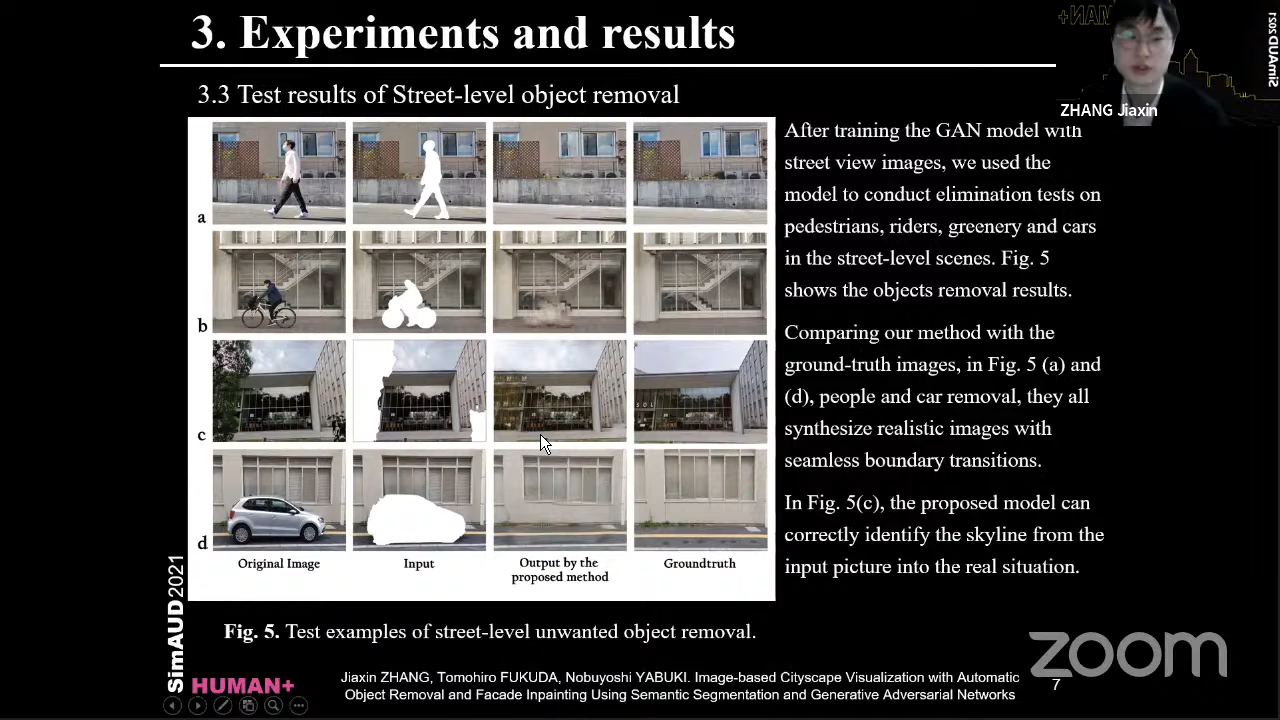 3. Experiments and results
3.3 Test results of Street-level object removal
ZHANG Jiaxin
HUMAN+
SimAUD 2021
a
b
c
d
Original Image
Input
Output by the
proposed method
Groundtruth
Fig. 5. Test examples of street-level unwanted object removal.
After training the GAN model with
street view images, we used the
model to conduct elimination tests on
pedestrians, riders, greenery and cars
in the street-level scenes. Fig. 5
shows the objects removal results.
Comparing our method with the
ground-truth images, in Fig. 5 (a) and
(d), people and car removal, they all
synthesize realistic images with
seamless boundary transitions.
In Fig. 5(c), the proposed model can
correctly identify the skyline from the
input picture into the real situation.
SimAUD2021
HUMAN+
Jiaxin ZHANG, Tomohiro FUKUDA, Nobuyoshi YABUKI. Image-based Cityscape Visualization with Automatic
Object Removal and Facade Inpainting Using Semantic Segmentation and Generative Adversarial Networks
7
zoom